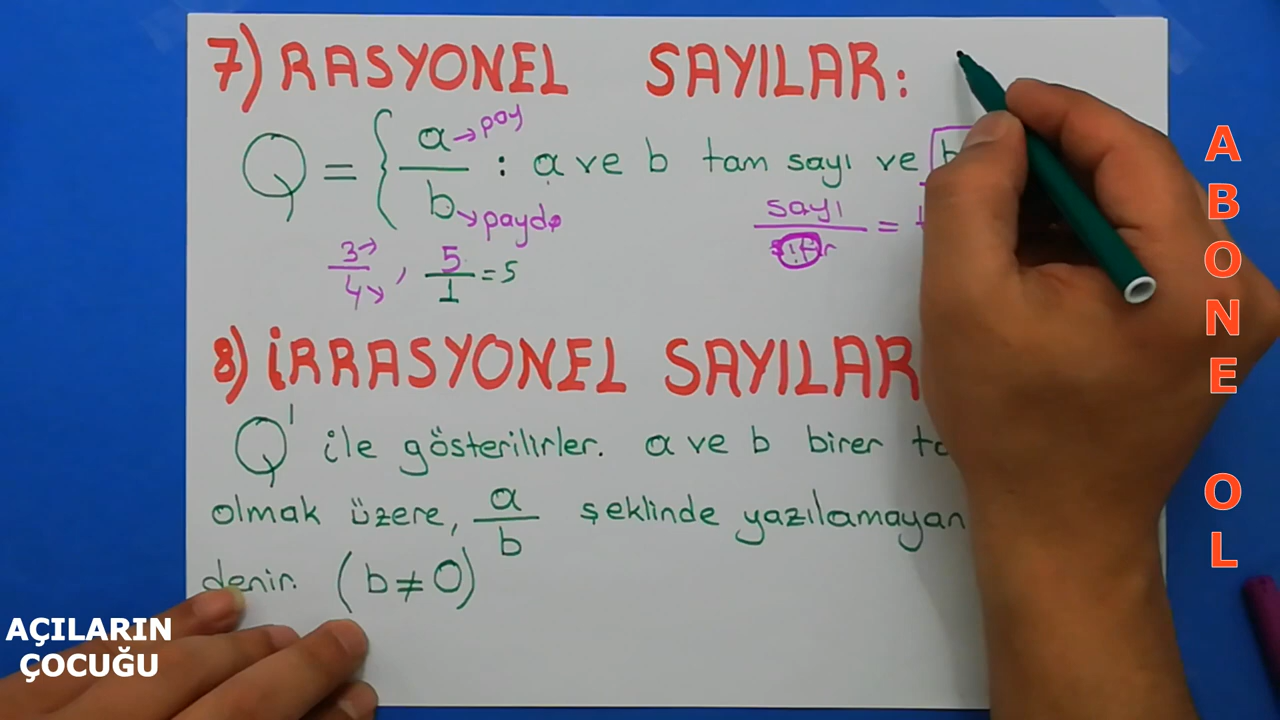 7) RASYONEL SAYILAR:
Q = { a/b : a ve b tam sayı ve b
→pay
→payda
sayı/sıfır =
3/4 , 5/1 = 5
8) İRRASYONEL SAYILAR
Q' ile gösterilirler. a ve b birer
olmak üzere, a/b şeklinde yazılamayan
denir. (b≠0)
AÇILARIN
ÇOCUĞU
ABONE
OL